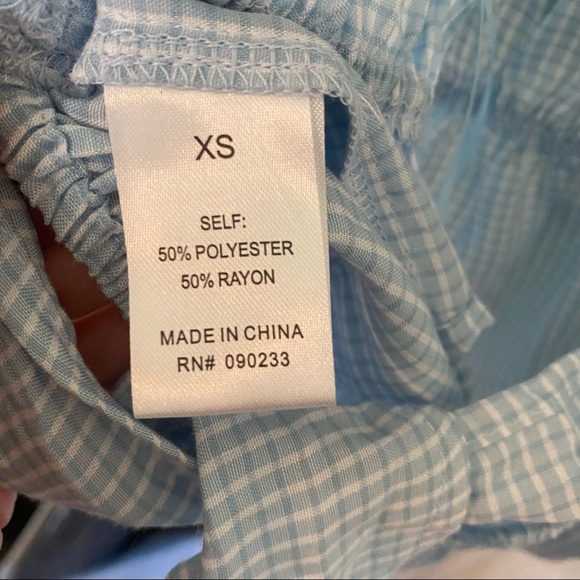 XS
SELF:
50% POLYESTER
50% RAYON
MADE IN CHINA
RN# 090233